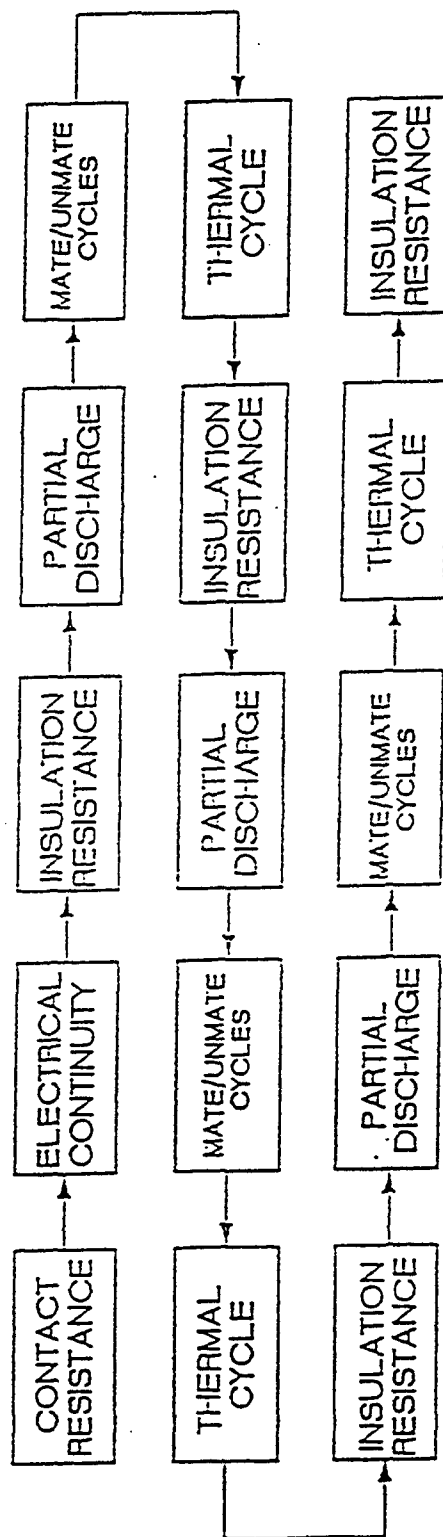 CONTACT
RESISTANCE
ELECTRICAL
CONTINUITY
INSULATION
RESISTANCE
PARTIAL
DISCHARGE
MATE/UNMATE
CYCLES
THERMAL
CYCLE
INSULATION
RESISTANCE
PARTIAL
DISCHARGE
MATE/UNMATE
CYCLES
THERMAL
CYCLE
INSULATION
RESISTANCE
PARTIAL
DISCHARGE
MATE/UNMATE
CYCLES
THERMAL
CYCLE
INSULATION
RESISTANCE